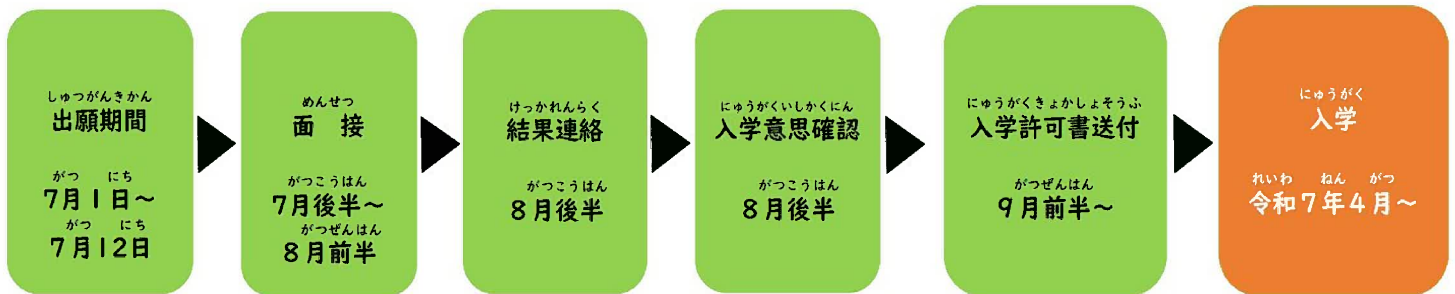 しゅつがんきかん
出願期間
がつ にち
7月1日～
がつ にち
7月12日
めんせつ
面 接
がつこうはん
7月後半～
がつぜんはん
8月前半
けっかれんらく
結果連絡
がつこうはん
8月後半
にゅうがくいしかくにん
入学意思確認
がつこうはん
8月後半
にゅうがくきょかしょそうふ
入学許可書送付
がつぜんはん
9月前半～
にゅうがく
入学
れいわ ねん がつ
令和7年4月～